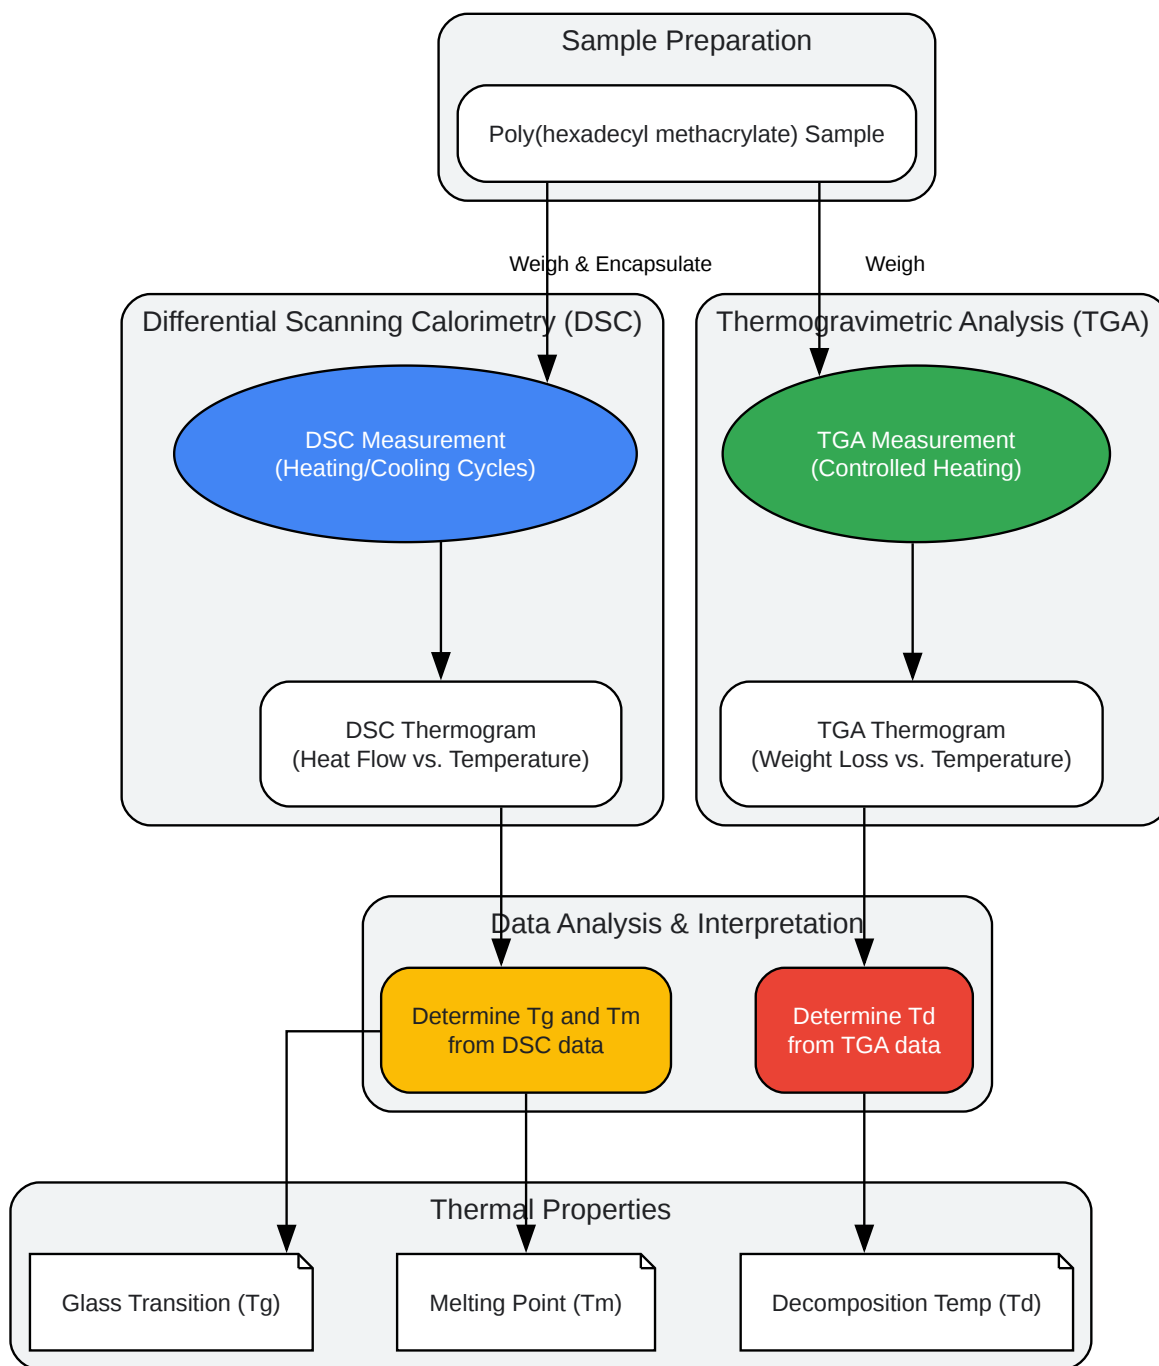 Sample Preparation
Poly(hexadecyl methacrylate) Sample
Weigh & Encapsulate
Weigh
Differential Scanning Calorimetry (DSC)
Thermogravimetric Analysis (TGA)
DSC Measurement
(Heating/Cooling Cycles)
TGA Measurement
(Controlled Heating)
DSC Thermogram
(Heat Flow vs. Temperature)
TGA Thermogram
(Weight Loss vs. Temperature)
Data Analysis & Interpretation
Determine Tg and Tm
from DSC data
Determine Td
from TGA data
Thermal Properties
Glass Transition (Tg)
Melting Point (Tm)
Decomposition Temp (Td)